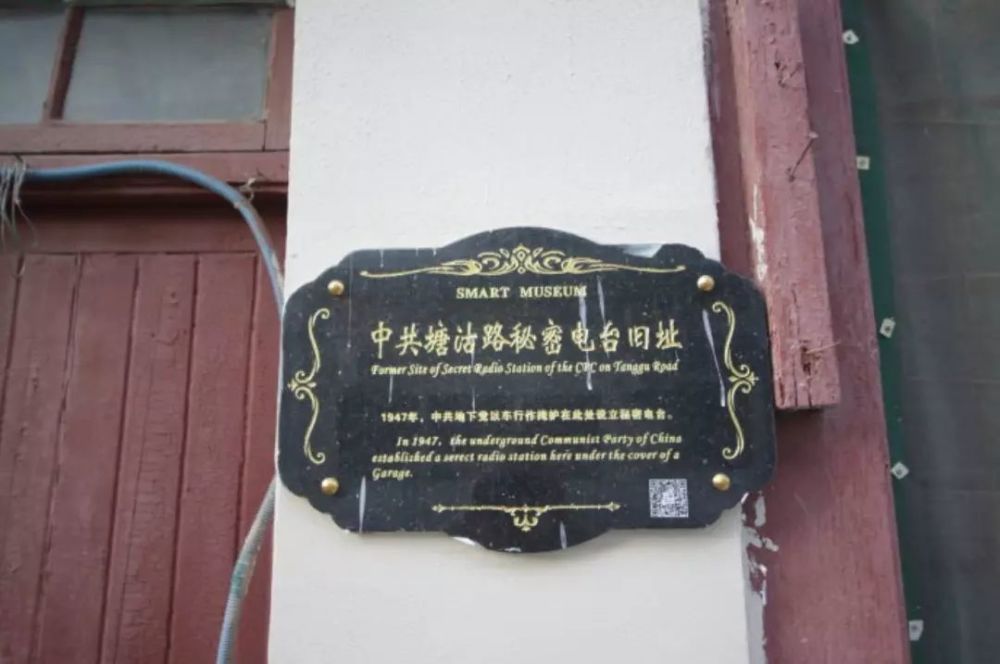 SMART MUSEUM
中共塘沽路秘密电台旧址
Former Site of Secret Radio Station of the CPC on Tanggu Road
1947年，中共地下党以车行作掩护在此处设立秘密电台。
In 1947, the underground Communist Party of China
established a serect radio station here under the cover of a
Garage.